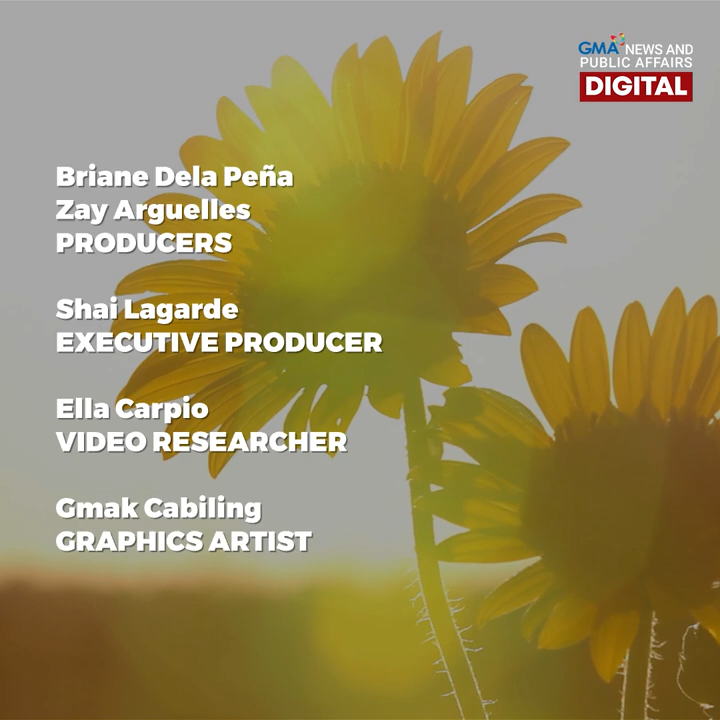 GMA NEWS AND
PUBLIC AFFAIRS
DIGITAL
Briane Dela Peña
Zay Arguelles
PRODUCERS
Shai Lagarde
EXECUTIVE PRODUCER
Ella Carpio
VIDEO RESEARCHER
Gmak Cabiling
GRAPHICS ARTIST